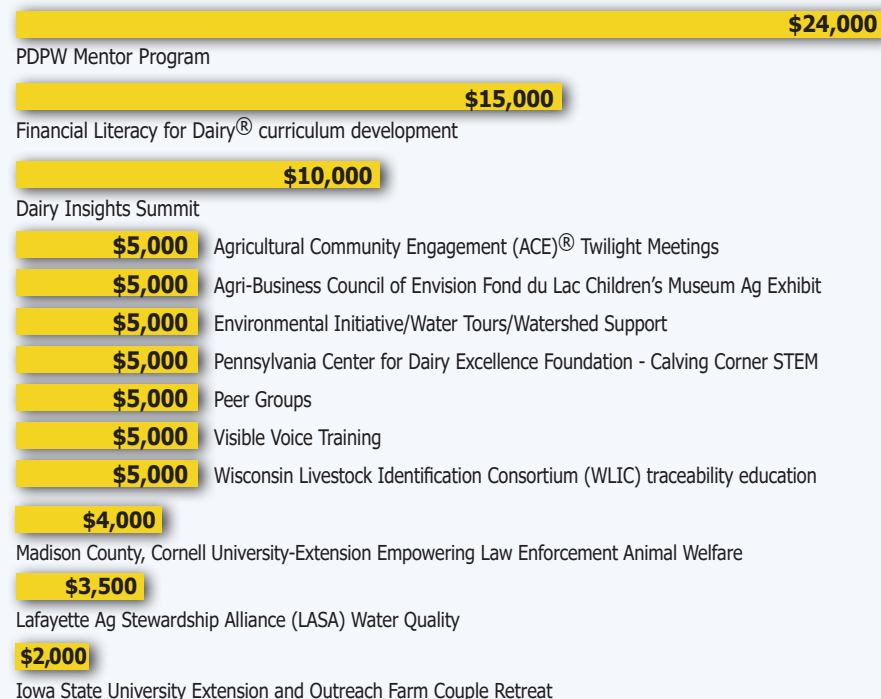 $24,000
PDPW Mentor Program
$15,000
Financial Literacy for Dairy® curriculum development
$10,000
Dairy Insights Summit
$5,000 Agricultural Community Engagement (ACE)® Twilight Meetings
$5,000 Agri-Business Council of Envision Fond du Lac Children’s Museum Ag Exhibit
$5,000 Environmental Initiative/Water Tours/Watershed Support
$5,000 Pennsylvania Center for Dairy Excellence Foundation - Calving Corner STEM
$5,000 Peer Groups
$5,000 Visible Voice Training
$5,000 Wisconsin Livestock Identification Consortium (WLIC) traceability education
$4,000
Madison County, Cornell University-Extension Empowering Law Enforcement Animal Welfare
$3,500
Lafayette Ag Stewardship Alliance (LASA) Water Quality
$2,000
Iowa State University Extension and Outreach Farm Couple Retreat